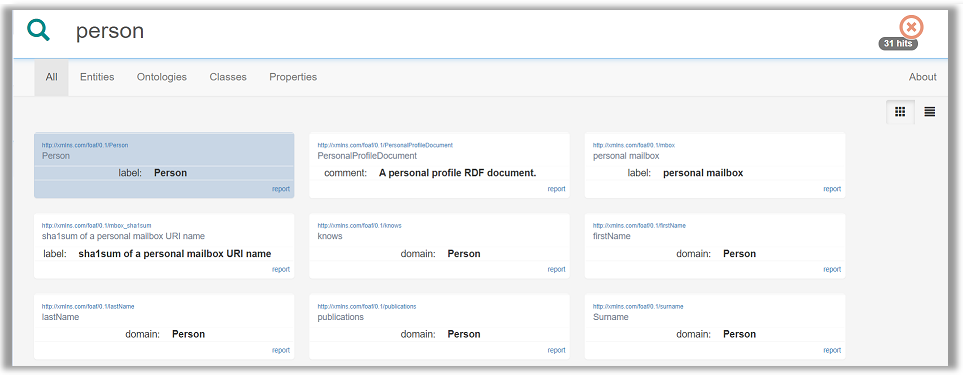 person
31 hits
All Entities Ontologies Classes Properties About
http://xmlns.com/foaf/0.1/Person
Person
label: Person
report
http://xmlns.com/foaf/0.1/PersonalProfileDocument
PersonalProfileDocument
comment: A personal profile RDF document.
report
http://xmlns.com/foaf/0.1/mbox
personal mailbox
label: personal mailbox
report
http://xmlns.com/foaf/0.1/mbox_sha1sum
sha1sum of a personal mailbox URI name
label: sha1sum of a personal mailbox URI name
report
http://xmlns.com/foaf/0.1/knows
knows
domain: Person
report
http://xmlns.com/foaf/0.1/firstName
firstName
domain: Person
report
http://xmlns.com/foaf/0.1/lastName
lastName
domain: Person
report
http://xmlns.com/foaf/0.1/publications
publications
domain: Person
report
http://xmlns.com/foaf/0.1/surname
Surname
domain: Person
report